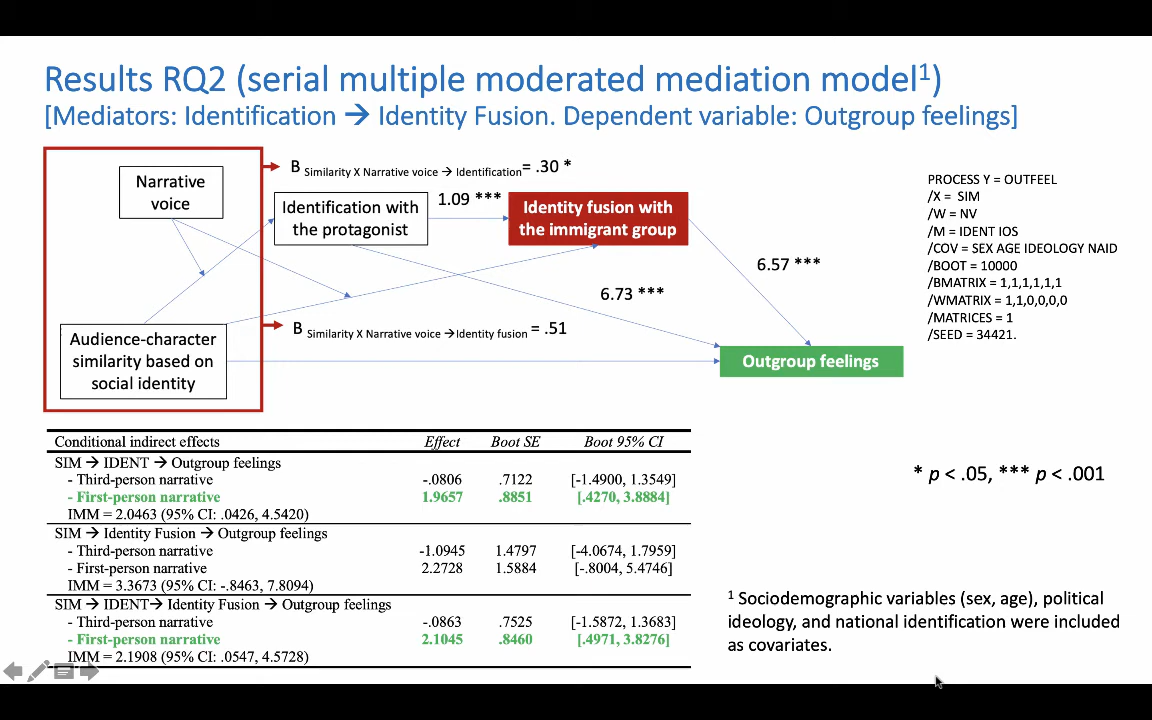 Results RQ2 (serial multiple moderated mediation model¹)
[Mediators: Identification → Identity Fusion. Dependent variable: Outgroup feelings]
B Similarity X Narrative voice → Identification = .30 *
Narrative
voice
Identification with
the protagonist
1.09 ***
Identity fusion with
the immigrant group
6.57 ***
6.73 ***
B Similarity X Narrative voice →Identity fusion = .51
Audience-character
similarity based on
social identity
Outgroup feelings
PROCESS Y = OUTFEEL
/X = SIM
/W = NV
/M = IDENT IOS
/COV = SEX AGE IDEOLOGY NAID
/BOOT = 10000
/BMATRIX = 1,1,1,1,1,1
/WMATRIX = 1,1,0,0,0,0
/MATRICES = 1
/SEED = 34421.
Conditional indirect effects Effect Boot SE Boot 95% CI
SIM → IDENT → Outgroup feelings
- Third-person narrative -.0806 .7122 [-1.4900, 1.3549]
- First-person narrative 1.9657 .8851 [.4270, 3.8884]
IMM = 2.0463 (95% CI: .0426, 4.5420)
SIM → Identity Fusion → Outgroup feelings
- Third-person narrative -1.0945 1.4797 [-4.0674, 1.7959]
- First-person narrative 2.2728 1.5884 [-.8004, 5.4746]
IMM = 3.3673 (95% CI: -.8463, 7.8094)
SIM → IDENT→ Identity Fusion → Outgroup feelings
- Third-person narrative -.0863 .7525 [-1.5872, 1.3683]
- First-person narrative 2.1045 .8460 [.4971, 3.8276]
IMM = 2.1908 (95% CI: .0547, 4.5728)
* p < .05, *** p < .001
¹ Sociodemographic variables (sex, age), political
ideology, and national identification were included
as covariates.